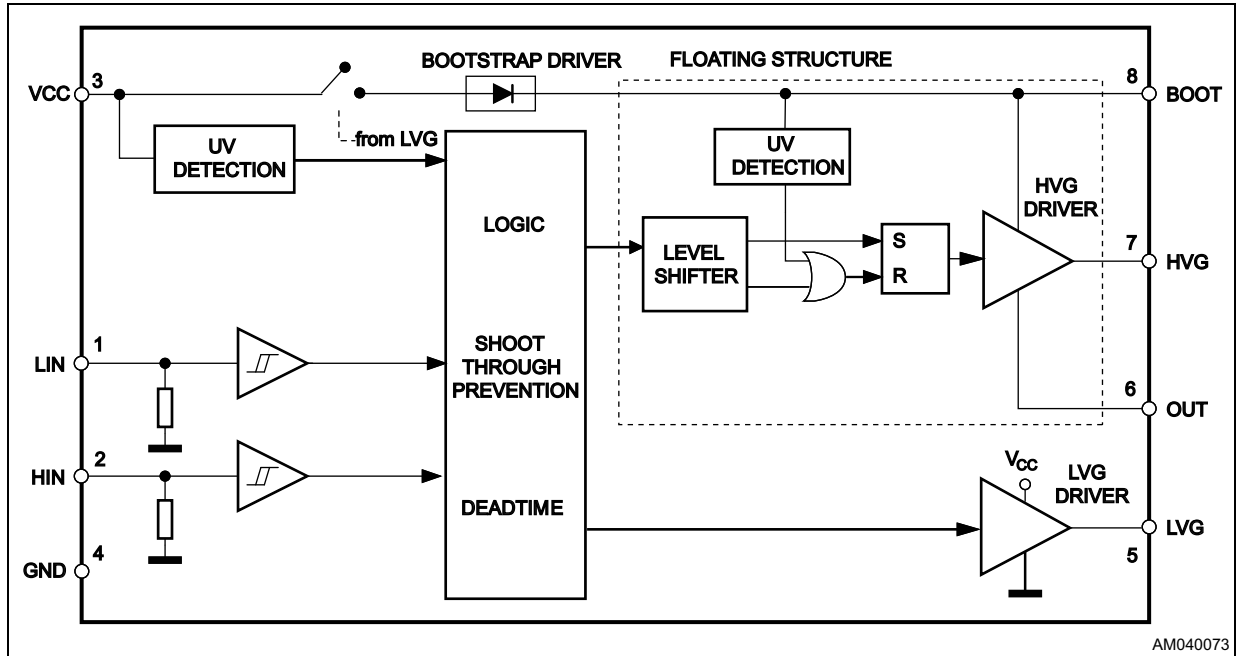 BOOTSTRAP DRIVER
FLOATING STRUCTURE
3
VCC
8
BOOT
from LVG
UV
DETECTION
UV
DETECTION
HVG
DRIVER
LOGIC
LEVEL
SHIFTER
S
R
7
HVG
1
LIN
SHOOT
THROUGH
PREVENTION
6
OUT
2
HIN
VCC
LVG
DRIVER
DEADTIME
LVG
5
4
GND
AM040073